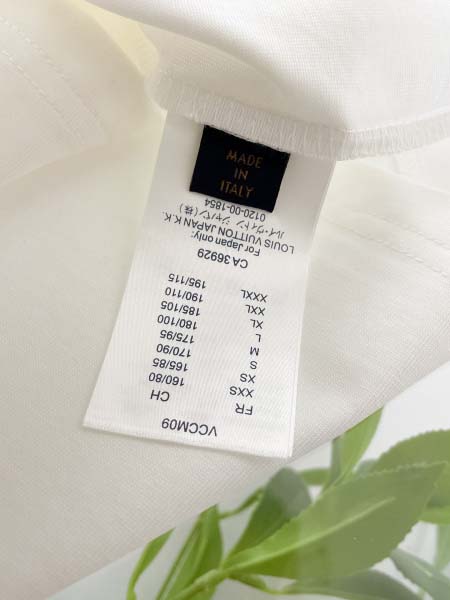 MADE
IN
ITALY
VCCM09
FR CH
XXS 160/80
XS 165/85
S 170/90
M 175/95
L 180/100
XL 185/105
XXL 190/110
XXXL 195/115
CA 36929
For Japan only:
LOUIS VUITTON JAPAN K.K.
ルイ・ヴィトン ジャパン(株)
0120-00-1854